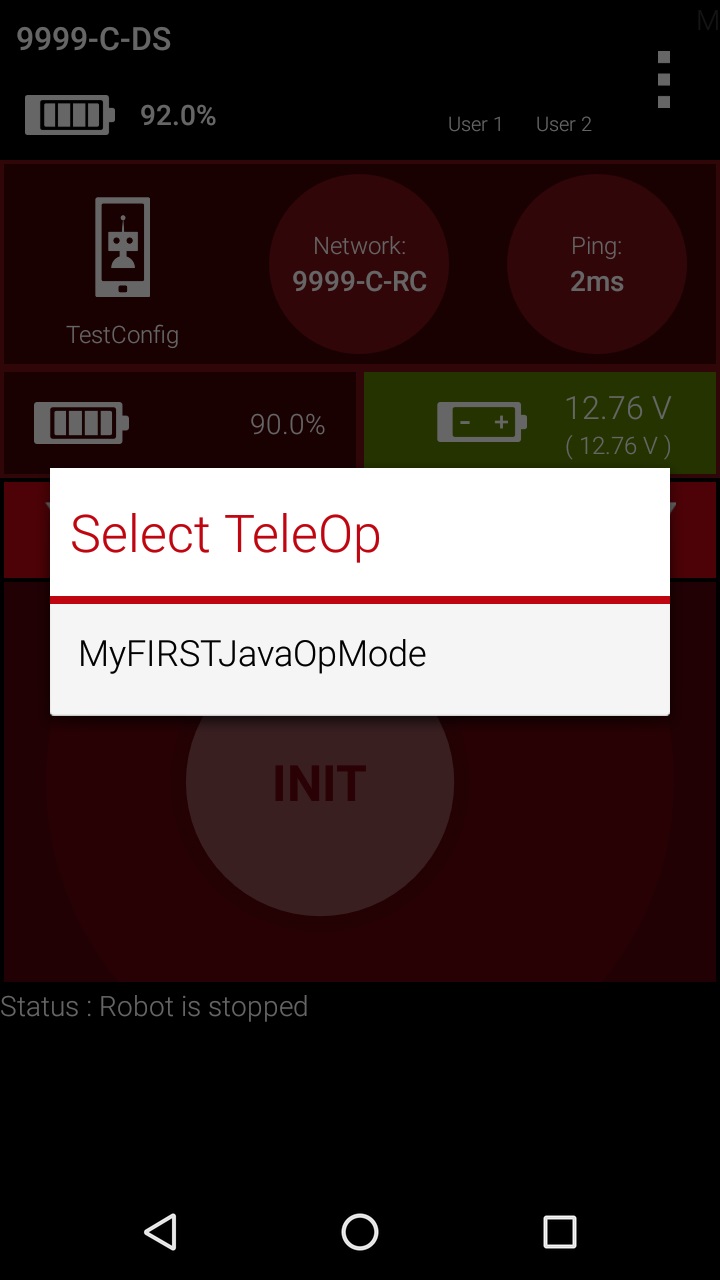 9999-C-DS
M
92.0%
User 1 User 2
Network:
9999-C-RC
Ping:
2ms
TestConfig
90.0%
12.76 V
( 12.76 V )
Select TeleOp
MyFIRSTJavaOpMode
INIT
Status : Robot is stopped